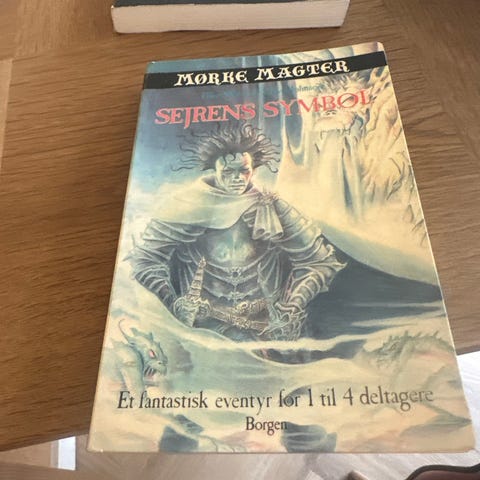 MØRKE MAGTER
SEJRENS SYMBOL
Et fantastisk eventyr for 1 til 4 deltagere
Borgen